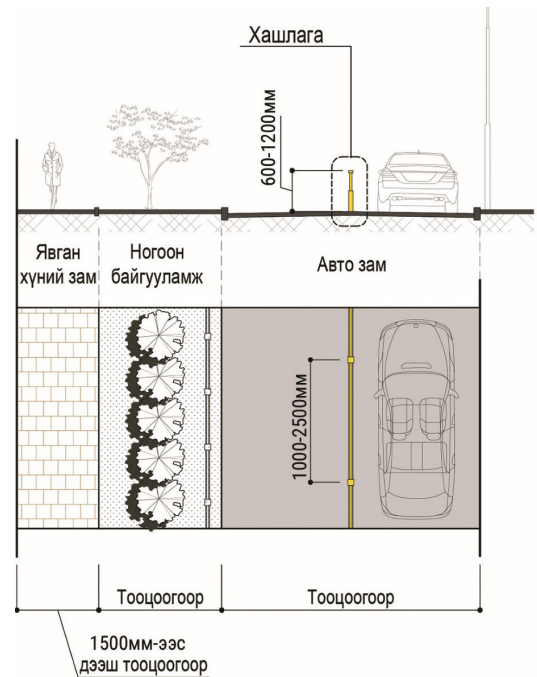 Хашлага
600-1200мм
Явган
хүний зам
Ногоон
байгууламж
Авто зам
1000-2500мм
Тооцоогоор
Тооцоогоор
1500мм-ээс
дээш тооцоогоор